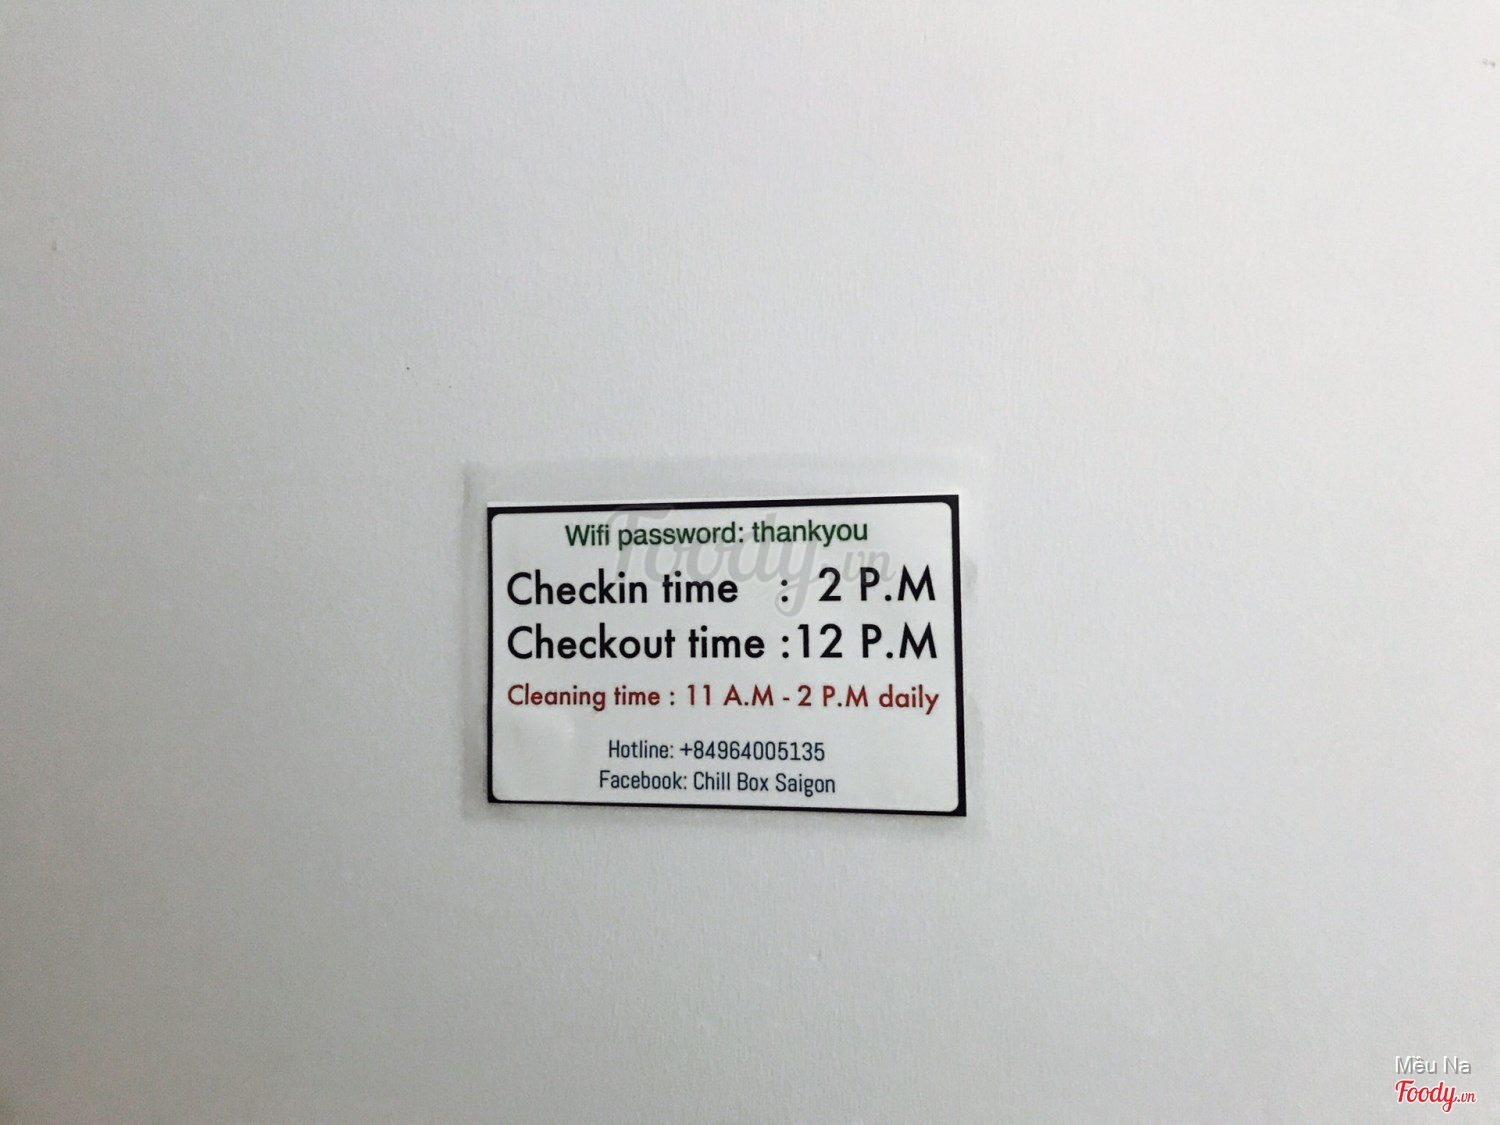 Wifi password: thankyou
Checkin time : 2 P.M
Checkout time :12 P.M
Cleaning time : 11 A.M - 2 P.M daily
Hotline: +84964005135
Facebook: Chill Box Saigon
Foody.vn
Mều Na
Foody.vn